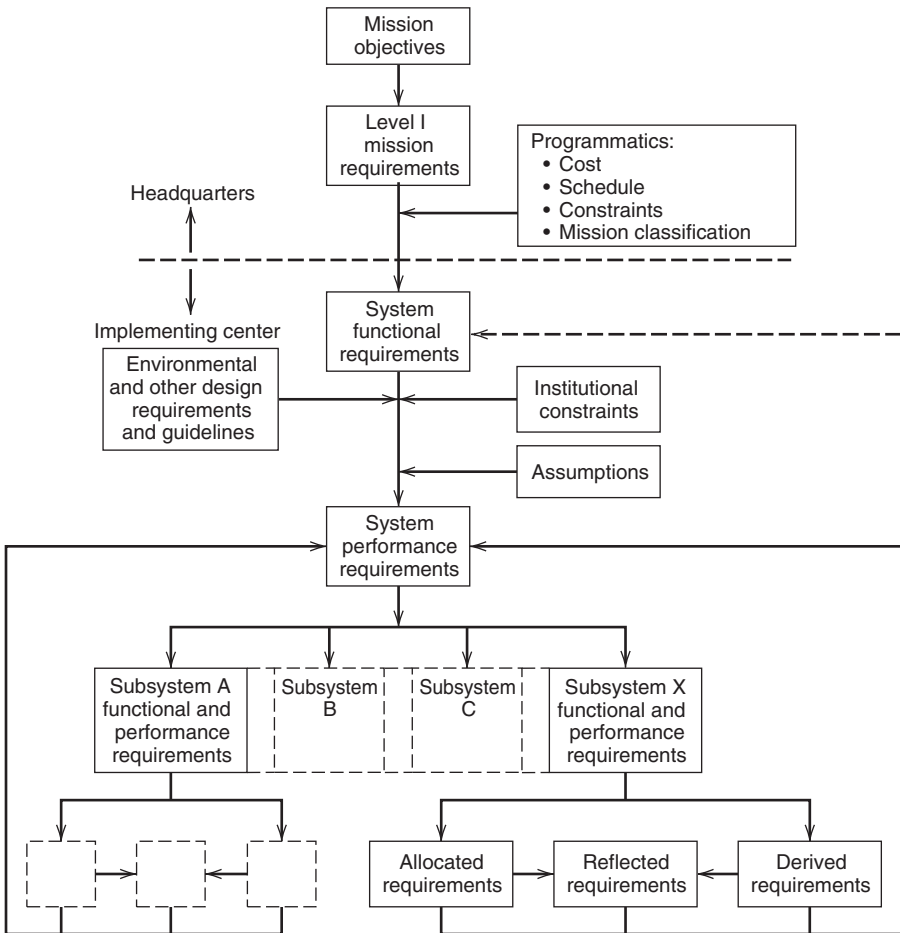 Mission
objectives
Level I
mission
requirements
Programmatics:
• Cost
• Schedule
• Constraints
• Mission classification
Headquarters
Implementing center
System
functional
requirements
Environmental
and other design
requirements
and guidelines
Institutional
constraints
Assumptions
System
performance
requirements
Subsystem A
functional and
performance
requirements
Subsystem
B
Subsystem
C
Subsystem X
functional and
performance
requirements
Allocated
requirements
Reflected
requirements
Derived
requirements